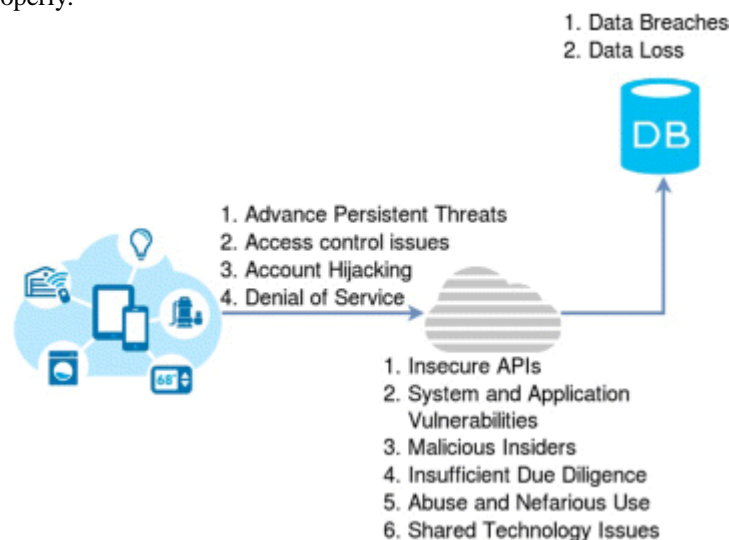 operly.
1. Data Breaches
2. Data Loss
DB
1. Advance Persistent Threats
2. Access control issues
3. Account Hijacking
4. Denial of Service
68°
1. Insecure APIs
2. System and Application
Vulnerabilities
3. Malicious Insiders
4. Insufficient Due Diligence
5. Abuse and Nefarious Use
6. Shared Technology Issues